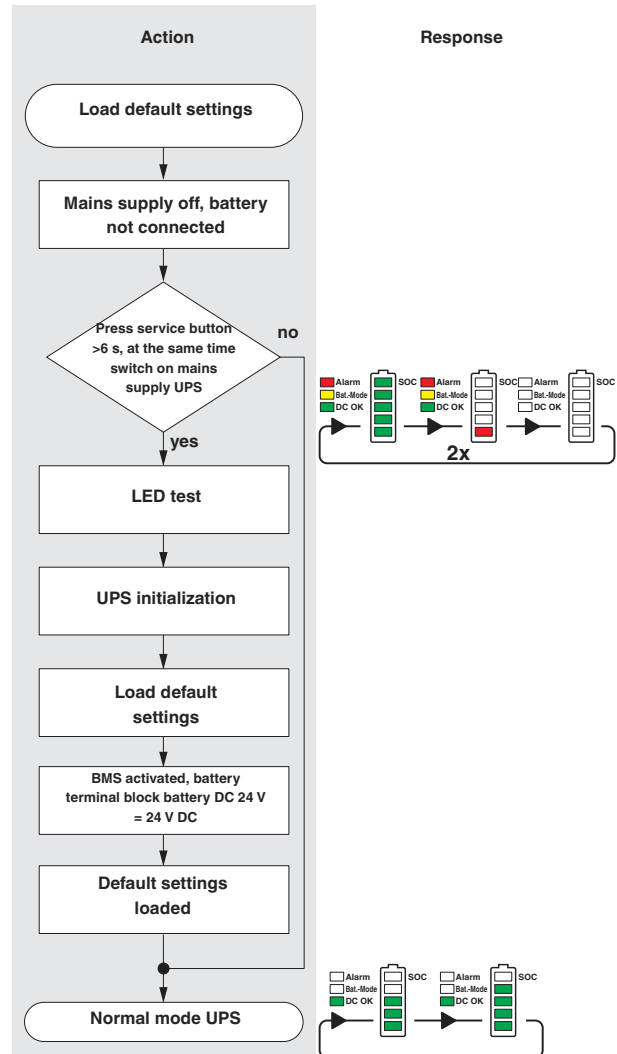 Action
Response
Load default settings
Mains supply off, battery
not connected
Press service button
>6 s, at the same time
switch on mains
supply UPS
no
yes
Alarm
Bat.-Mode
DC OK
SOC
Alarm
Bat.-Mode
DC OK
SOC
Alarm
Bat.-Mode
DC OK
SOC
2x
LED test
UPS initialization
Load default
settings
BMS activated, battery
terminal block battery DC 24 V
= 24 V DC
Default settings
loaded
Normal mode UPS
Alarm
Bat.-Mode
DC OK
SOC
Alarm
Bat.-Mode
DC OK
SOC